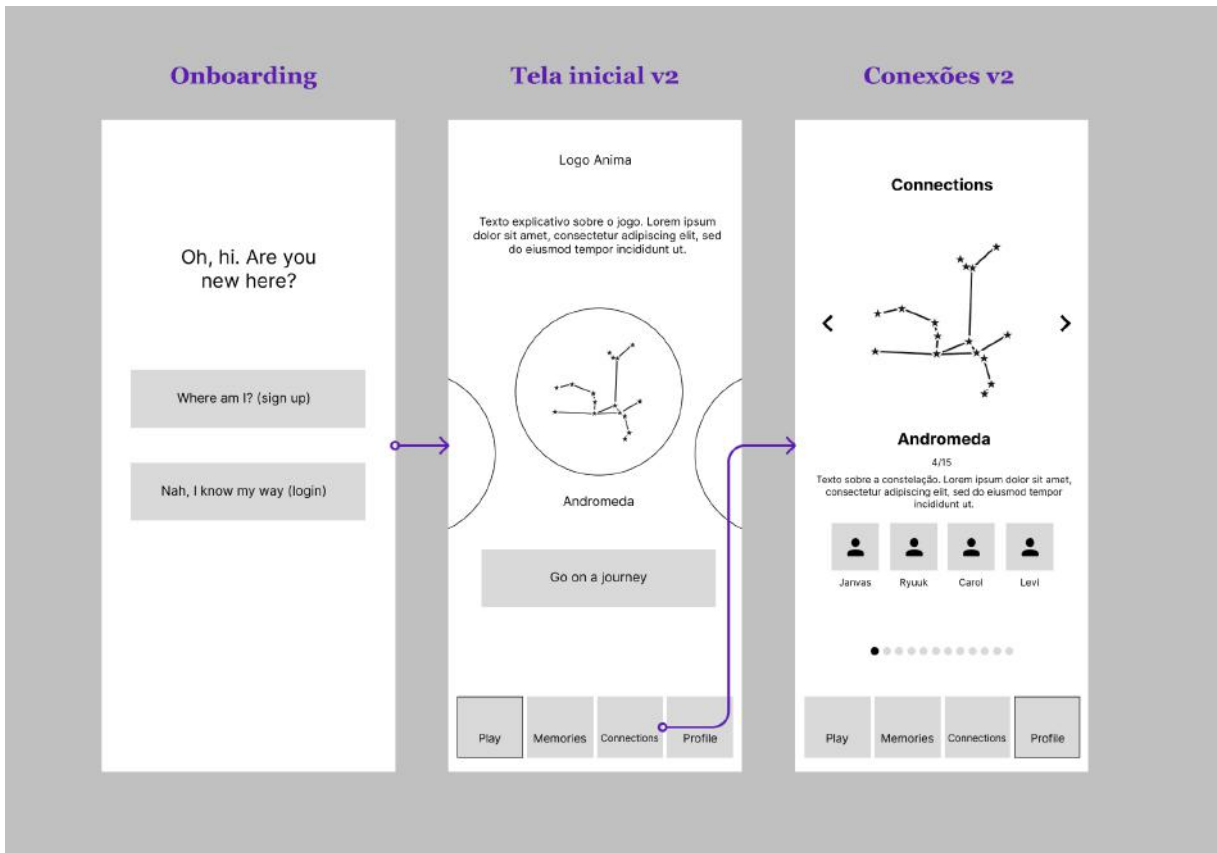 Onboarding
Tela inicial v2
Conexões v2
Oh, hi. Are you
new here?
Where am I? (sign up)
Nah, I know my way (login)
Logo Anima
Texto explicativo sobre o jogo. Lorem ipsum
dolor sit amet, consectetur adipiscing elit, sed
do eiusmod tempor incididunt ut.
Andromeda
Go on a journey
Play
Memories
Connections
Profile
Connections
Andromeda
4/15
Texto sobre a constelação. Lorem ipsum dolor sit amet,
consectetur adipiscing elit, sed do eiusmod tempor
incididunt ut.
Janvas
Ryuuk
Carol
Levi
Play
Memories
Connections
Profile